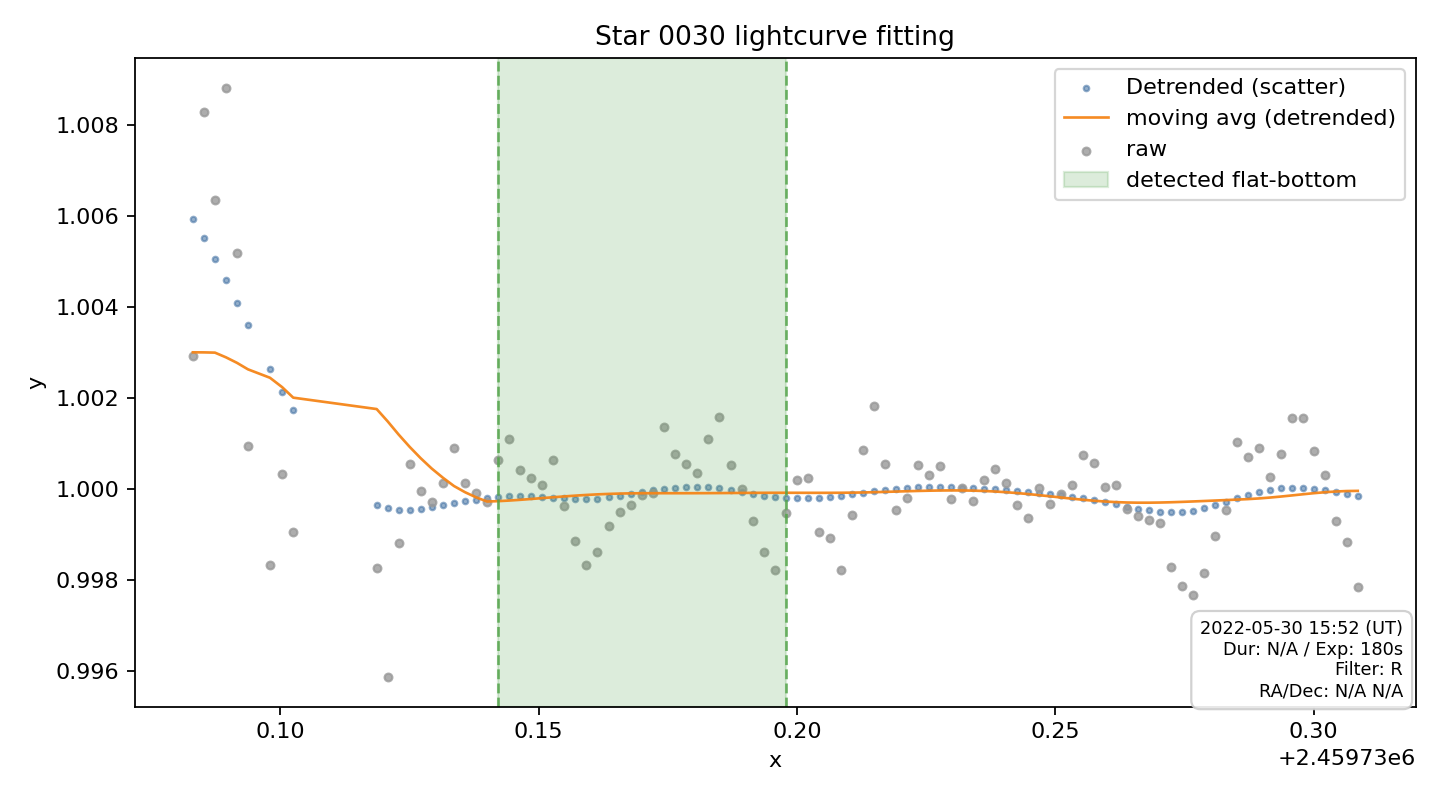 Star 0030 lightcurve fitting
Detrended (scatter)
moving avg (detrended)
raw
detected flat-bottom
1.008
1.006
1.004
1.002
1.000
0.998
0.996
y
2022-05-30 15:52 (UT)
Dur: N/A / Exp: 180s
Filter: R
RA/Dec: N/A N/A
0.10 0.15 0.20 0.25 0.30
x
+2.45973e6